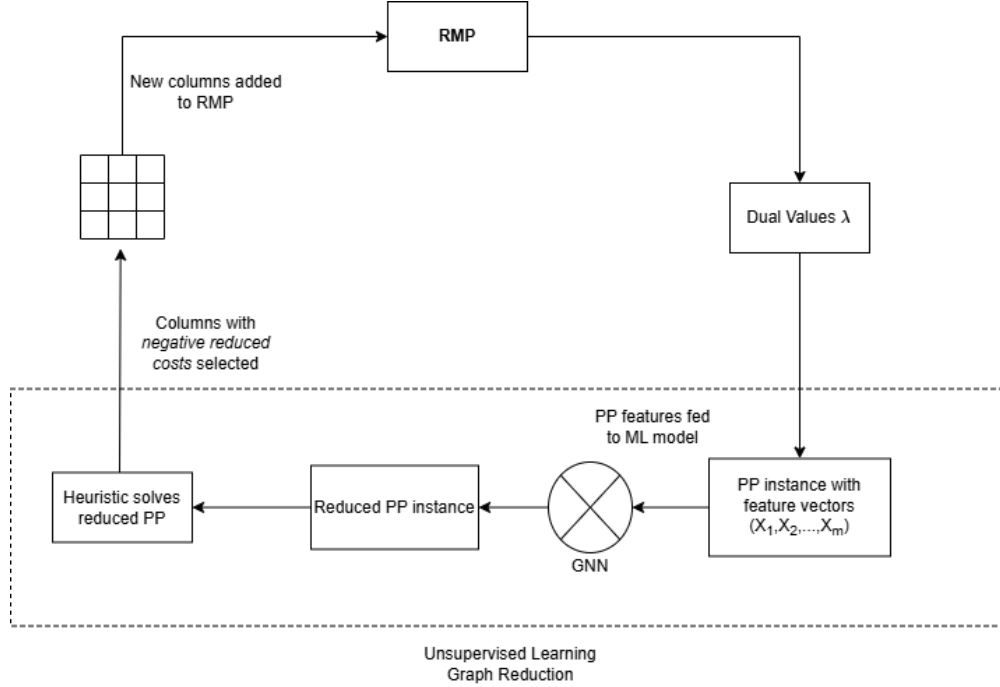 RMP
New columns added
to RMP
Dual Values λ
Columns with
negative reduced
costs selected
PP features fed
to ML model
Heuristic solves
reduced PP
Reduced PP instance
GNN
PP instance with
feature vectors
(X1,X2,...,Xm)
Unsupervised Learning
Graph Reduction